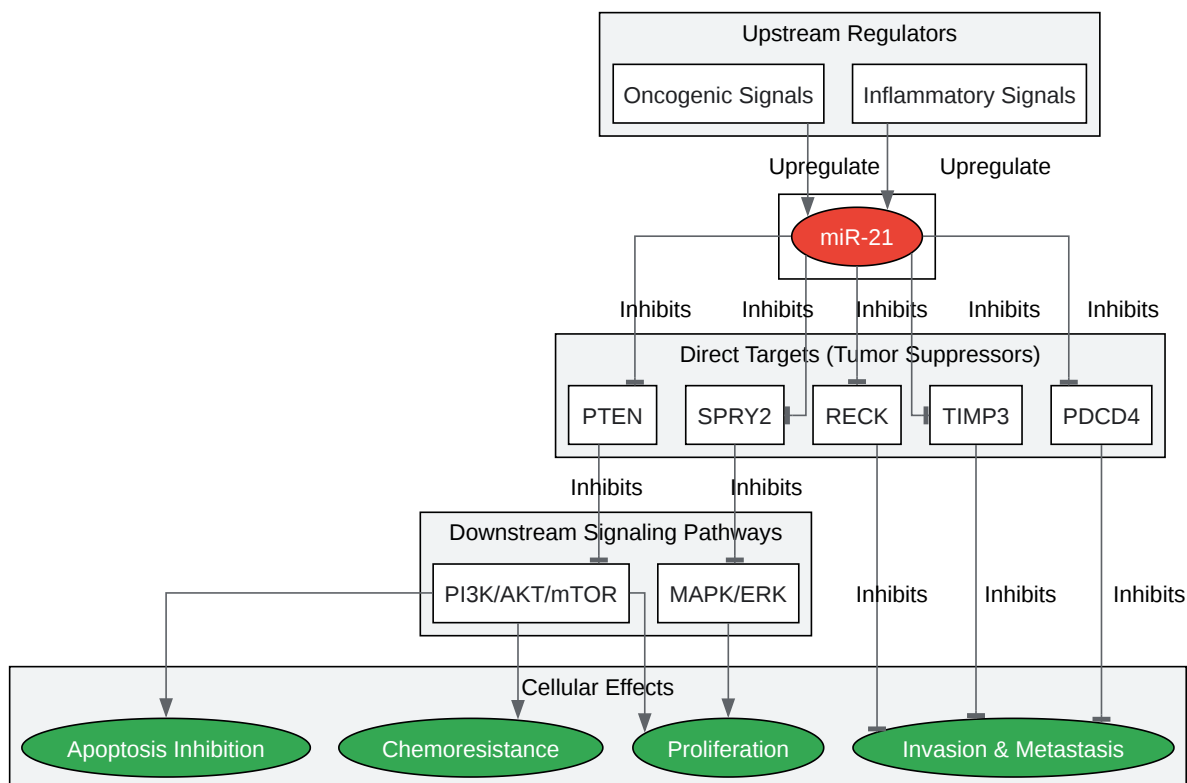 Upstream Regulators
Oncogenic Signals
Inflammatory Signals
Upregulate
Upregulate
miR-21
Inhibits
Inhibits
Inhibits
Inhibits
Inhibits
Direct Targets (Tumor Suppressors)
PTEN
SPRY2
RECK
TIMP3
PDCD4
Inhibits
Inhibits
Downstream Signaling Pathways
PI3K/AKT/mTOR
MAPK/ERK
Inhibits
Inhibits
Inhibits
Cellular Effects
Apoptosis Inhibition
Chemoresistance
Proliferation
Invasion & Metastasis